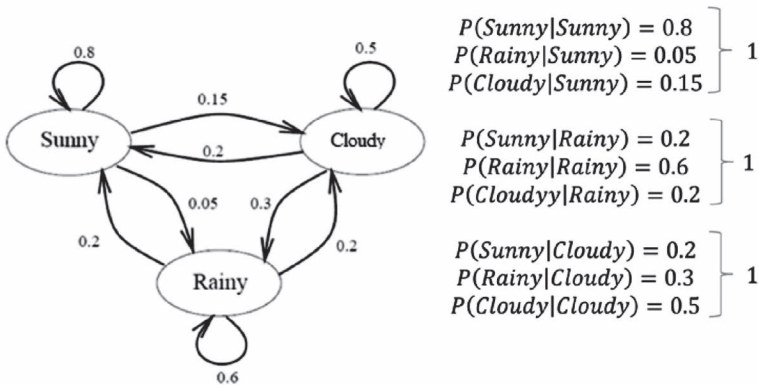 0.8
0.5
Sunny
0.15
Cloudy
0.2
0.05
0.3
0.2
0.2
Rainy
0.6
P(Sunny|Sunny) = 0.8
P(Rainy|Sunny) = 0.05
P(Cloudy|Sunny) = 0.15
1
P(Sunny|Rainy) = 0.2
P(Rainy|Rainy) = 0.6
P(Cloudyy|Rainy) = 0.2
1
P(Sunny|Cloudy) = 0.2
P(Rainy|Cloudy) = 0.3
P(Cloudy|Cloudy) = 0.5
1